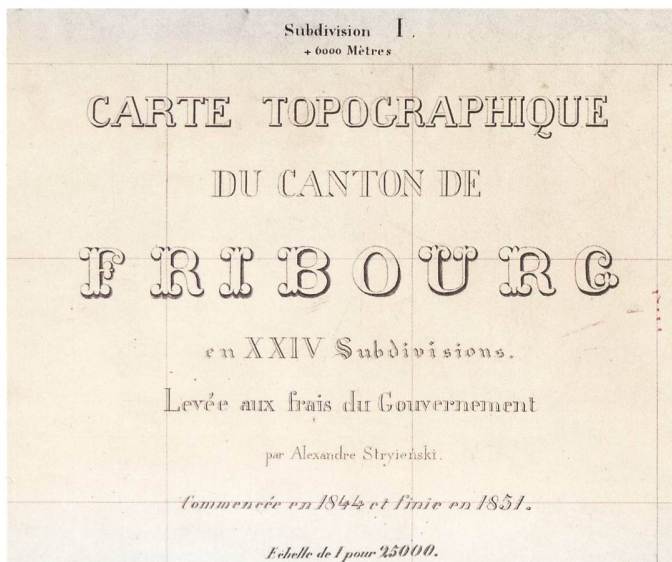 Subdivision I.
+ 6000 Mètres
CARTE TOPOGRAPHIQUE
DU CANTON DE
FRIBOURG
en XXIV Subdivisions.
Levée aux frais du Gouvernement
par Alexandre Stryieński.
Commencée en 1844 et finie en 1851.
Echelle de 1 pour 25000.